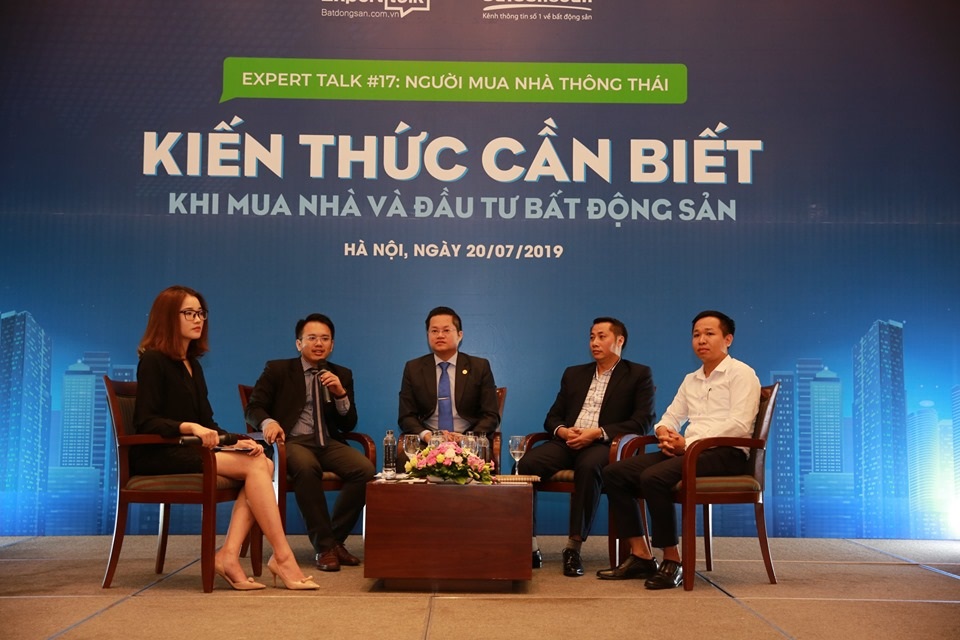 talk
Batdongsan.com.vn
Kênh thông tin số 1 về bất động sản
EXPERT TALK #17: NGƯỜI MUA NHÀ THÔNG THÁI
KIẾN THỨC CẦN BIẾT
KHI MUA NHÀ VÀ ĐẦU TƯ BẤT ĐỘNG SẢN
HÀ NỘI, NGÀY 20/07/2019